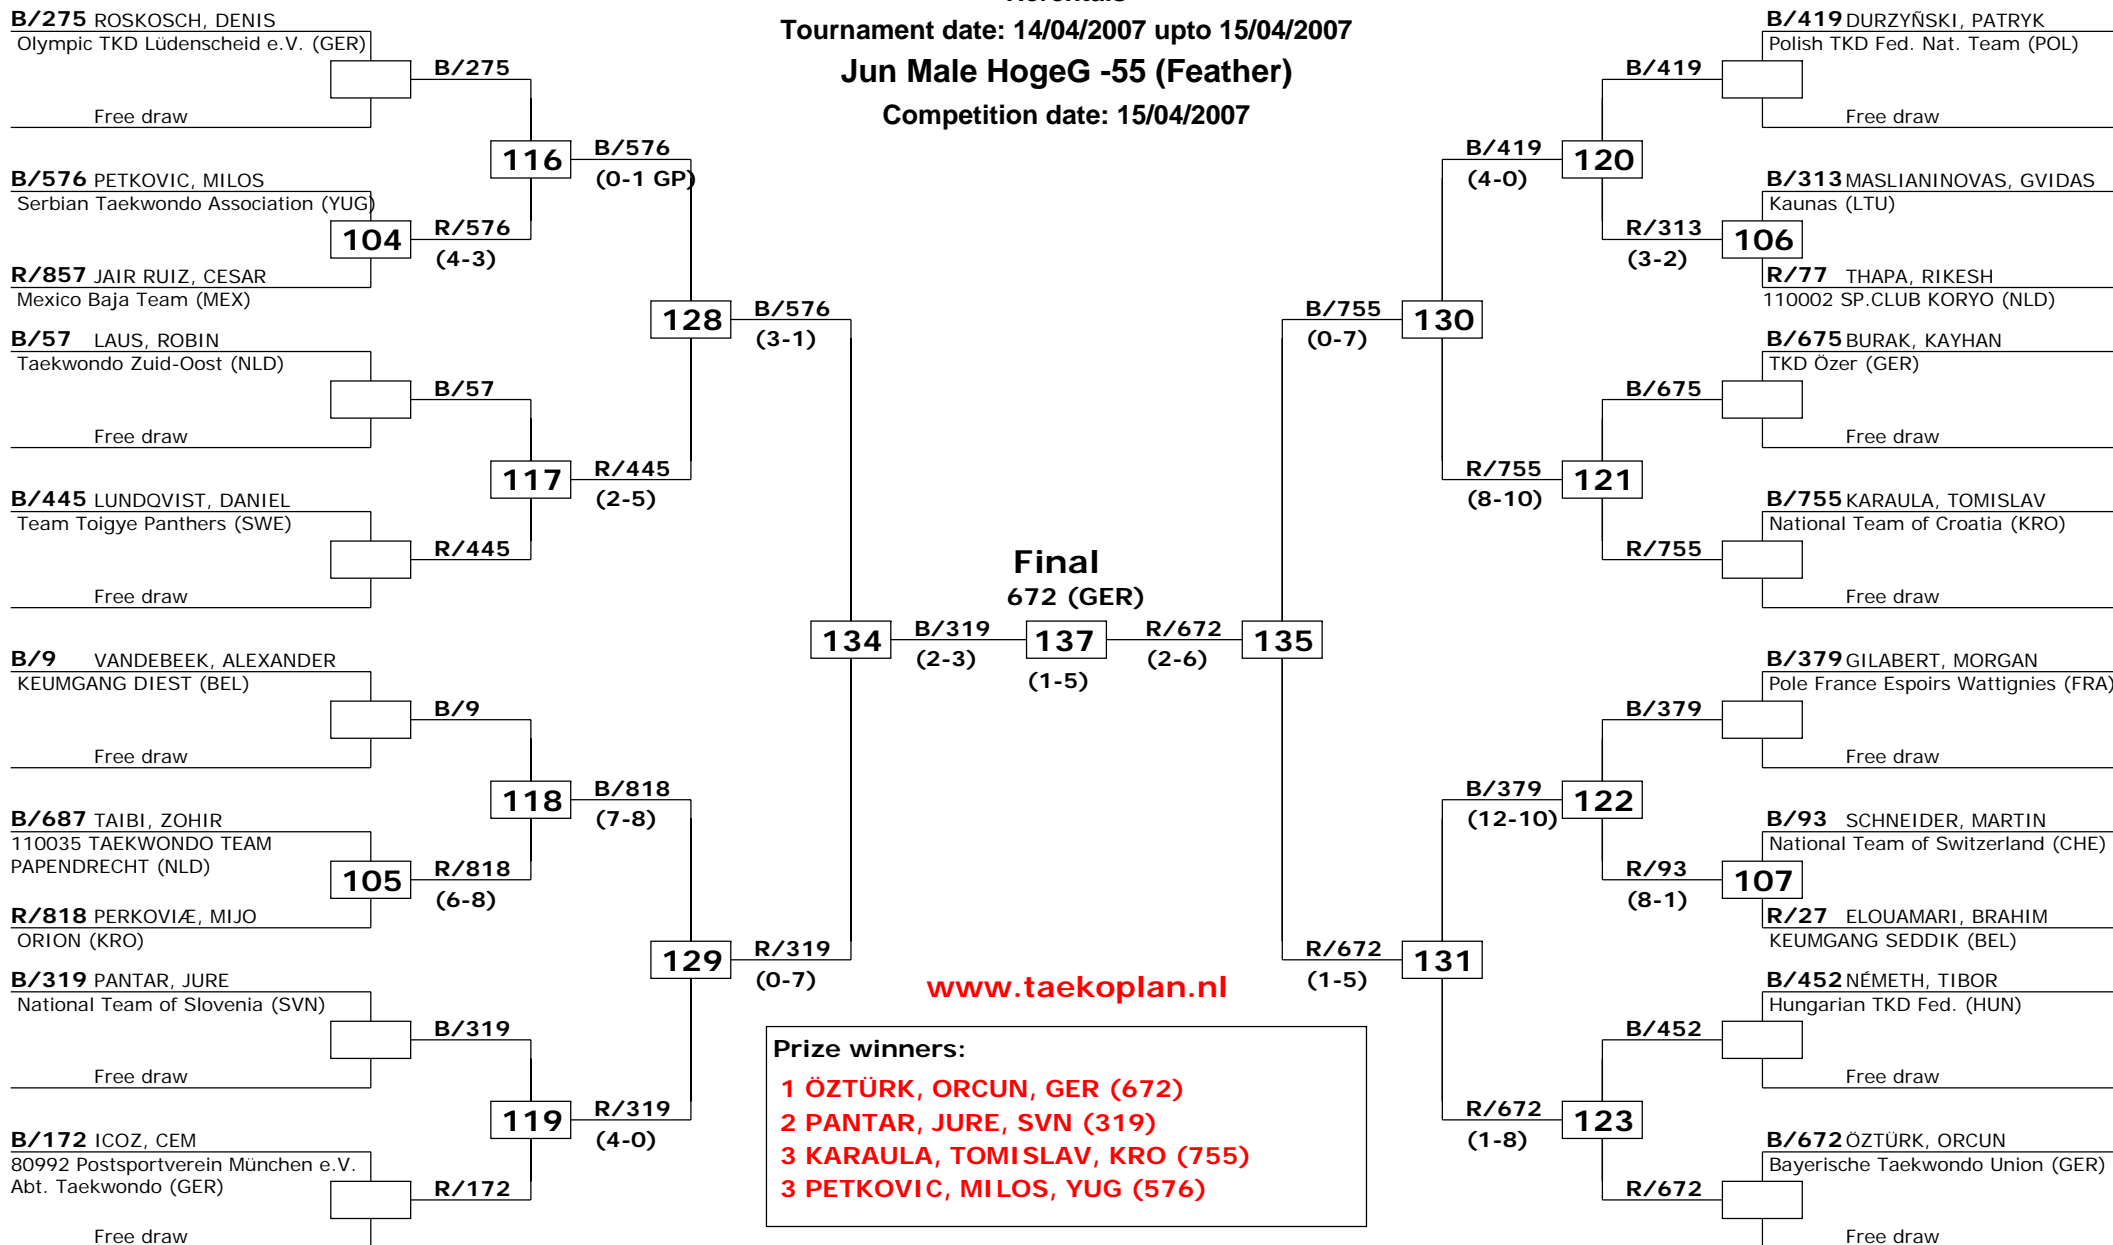 Tournament date: 14/04/2007 upto 15/04/2007
Jun Male HogeG -55 (Feather)
Competition date: 15/04/2007
B/275 ROSKOSCH, DENIS
Olympic TKD Lüdenscheid e.V. (GER)
B/275
Free draw
116
B/576
(0-1 GP)
B/576 PETKOVIC, MILOS
Serbian Taekwondo Association (YUG)
104
R/576
(4-3)
R/857 JAIR RUIZ, CESAR
Mexico Baja Team (MEX)
128
B/576
(3-1)
B/57 LAUS, ROBIN
Taekwondo Zuid-Oost (NLD)
B/57
Free draw
117
R/445
(2-5)
B/445 LUNDQVIST, DANIEL
Team Toigye Panthers (SWE)
R/445
Free draw
134
B/319
(2-3)
B/9 VANDEBEEK, ALEXANDER
KEUMGANG DIEST (BEL)
B/9
Free draw
118
B/818
(7-8)
B/687 TAIBI, ZOHIR
110035 TAEKWONDO TEAM
PAPENDRECHT (NLD)
105
R/818
(6-8)
R/818 PERKOVIÆ, MIJO
ORION (KRO)
129
R/319
(0-7)
B/319 PANTAR, JURE
National Team of Slovenia (SVN)
B/319
Free draw
119
R/319
(4-0)
B/172 ICOZ, CEM
80992 Postsportverein München e.V.
Abt. Taekwondo (GER)
R/172
Free draw
Final
672 (GER)
137
(1-5)
R/672
(2-6)
135
B/419 DURZYÑSKI, PATRYK
Polish TKD Fed. Nat. Team (POL)
B/419
Free draw
B/419
(4-0)
120
B/313 MASLIANINOVAS, GVIDAS
Kaunas (LTU)
R/313
(3-2)
106
R/77 THAPA, RIKESH
110002 SP.CLUB KORYO (NLD)
B/755
(0-7)
130
B/675 BURAK, KAYHAN
TKD Özer (GER)
B/675
Free draw
R/755
(8-10)
121
B/755 KARAULA, TOMISLAV
National Team of Croatia (KRO)
R/755
Free draw
B/379 GILABERT, MORGAN
Pole France Espoirs Wattignies (FRA)
B/379
Free draw
B/379
(12-10)
122
B/93 SCHNEIDER, MARTIN
National Team of Switzerland (CHE)
R/93
(8-1)
107
R/27 ELOUAMARI, BRAHIM
KEUMGANG SEDDIK (BEL)
R/672
(1-5)
131
B/452 NÉMETH, TIBOR
Hungarian TKD Fed. (HUN)
B/452
Free draw
R/672
(1-8)
123
B/672 ÖZTÜRK, ORCUN
Bayerische Taekwondo Union (GER)
R/672
Free draw
www.taekoplan.nl
Prize winners:
1 ÖZTÜRK, ORCUN, GER (672)
2 PANTAR, JURE, SVN (319)
3 KARAULA, TOMISLAV, KRO (755)
3 PETKOVIC, MILOS, YUG (576)